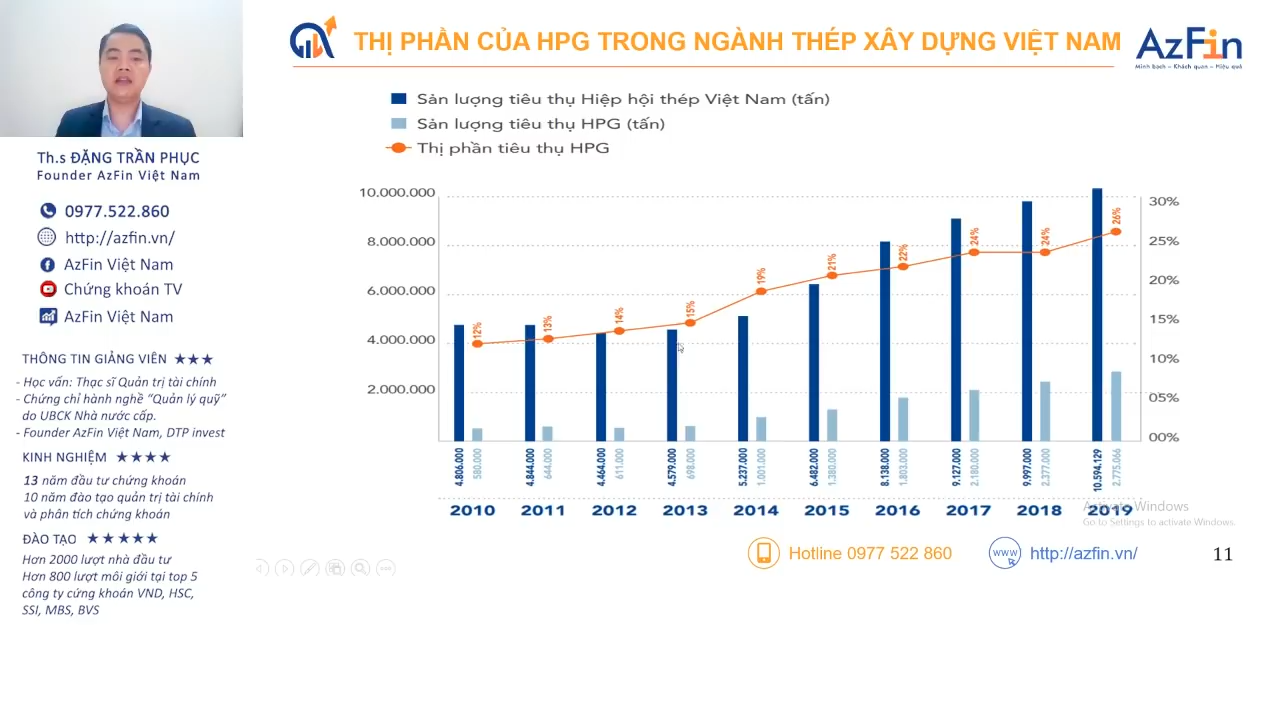 THỊ PHẦN CỦA HPG TRONG NGÀNH THÉP XÂY DỰNG VIỆT NAM
AzFin
Minh bạch – Khách quan – Hiệu quả
Th.s ĐẶNG TRẦN PHỤC
Founder AzFin Việt Nam
0977.522.860
http://azfin.vn/
AzFin Việt Nam
Chứng khoán TV
AzFin Việt Nam
THÔNG TIN GIẢNG VIÊN ★★★
- Học vấn: Thạc sĩ Quản trị tài chính
- Chứng chỉ hành nghề “Quản lý quỹ”
do UBCK Nhà nước cấp.
- Founder AzFin Việt Nam, DTP invest
KINH NGHIỆM ★★★★
13 năm đầu tư chứng khoán
10 năm đào tạo quản trị tài chính
và phân tích chứng khoán
ĐÀO TẠO ★★★★★
Hơn 2000 lượt nhà đầu tư
Hơn 800 lượt môi giới tại top 5
công ty cứng khoán VND, HSC,
SSI, MBS, BVS
Sản lượng tiêu thụ Hiệp hội thép Việt Nam (tấn)
Sản lượng tiêu thụ HPG (tấn)
Thị phần tiêu thụ HPG
10.000.000
8.000.000
6.000.000
4.000.000
2.000.000
30%
25%
20%
15%
10%
05%
00%
12%
13%
14%
15%
19%
21%
22%
24%
24%
26%
4.806.000
580.000
4.844.000
644.000
4.464.000
611.000
4.579.000
698.000
5.237.000
1.001.000
6.482.000
1.380.000
8.138.000
1.803.000
9.127.000
2.180.000
9.997.000
2.377.000
10.594.129
2.775.066
2010 2011 2012 2013 2014 2015 2016 2017 2018 2019
Activate Windows
Go to Settings to activate Windows.
Hotline 0977 522 860
www
http://azfin.vn/
11